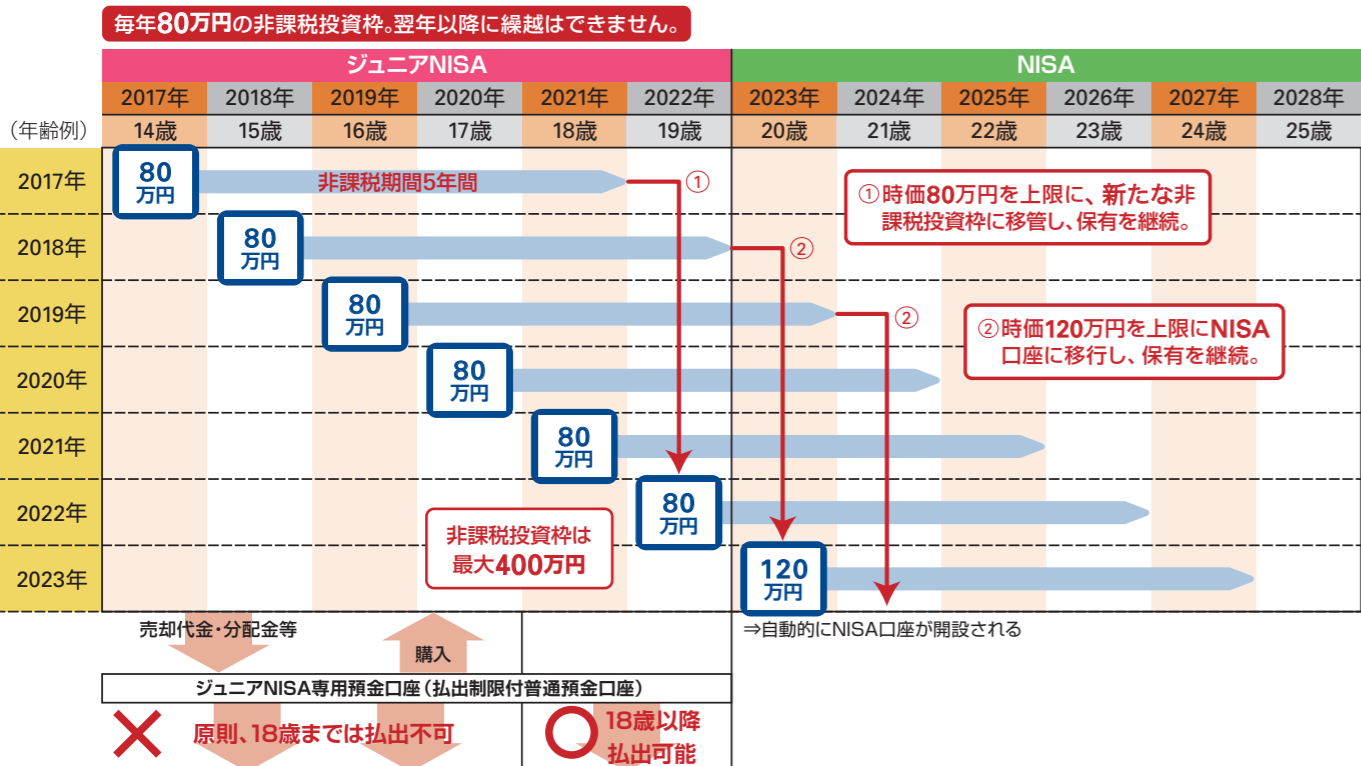 毎年80万円の非課税投資枠。翌年以降に繰越はできません。
ジュニアNISA NISA
2017年 2018年 2019年 2020年 2021年 2022年 2023年 2024年 2025年 2026年 2027年 2028年
（年齢例） 14歳 15歳 16歳 17歳 18歳 19歳 20歳 21歳 22歳 23歳 24歳 25歳
2017年
80
万円
非課税期間5年間
①
①時価80万円を上限に、新たな非
課税投資枠に移管し、保有を継続。
2018年
80
万円
②
2019年
80
万円
②
②時価120万円を上限にNISA
口座に移行し、保有を継続。
2020年
80
万円
2021年
80
万円
2022年
80
万円
非課税投資枠は
最大400万円
2023年
120
万円
売却代金・分配金等
購入
⇒自動的にNISA口座が開設される
ジュニアNISA専用預金口座（払出制限付普通預金口座）
原則、18歳までは払出不可
18歳以降
払出可能